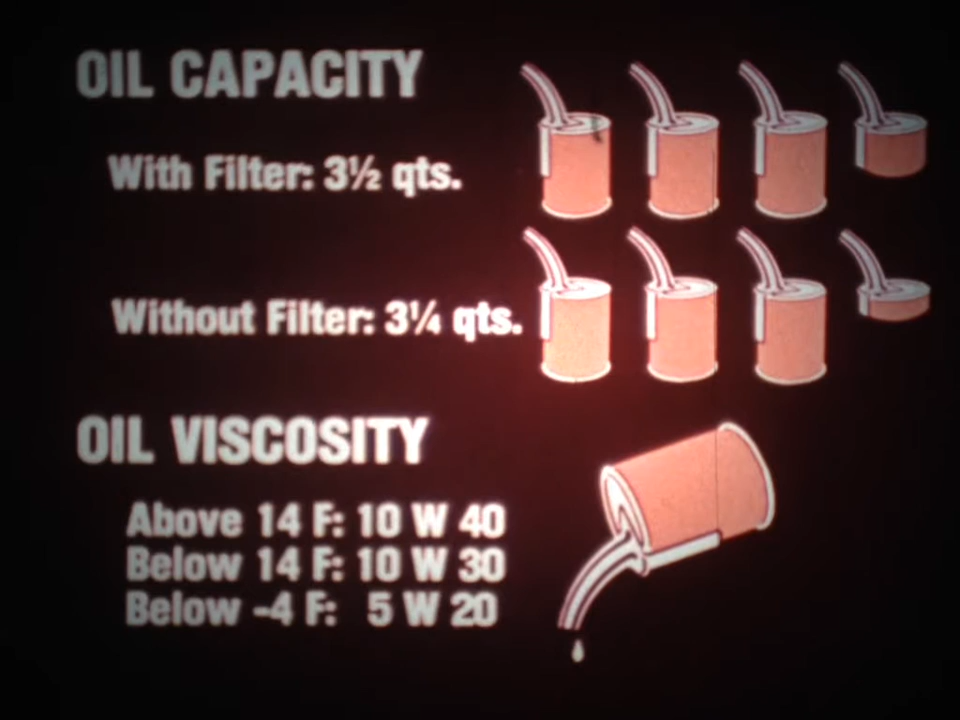 OIL CAPACITY
With Filter: 3½ qts.
Without Filter: 3¼ qts.
OIL VISCOSITY
Above 14 F: 10 W 40
Below 14 F: 10 W 30
Below -4 F: 5 W 20